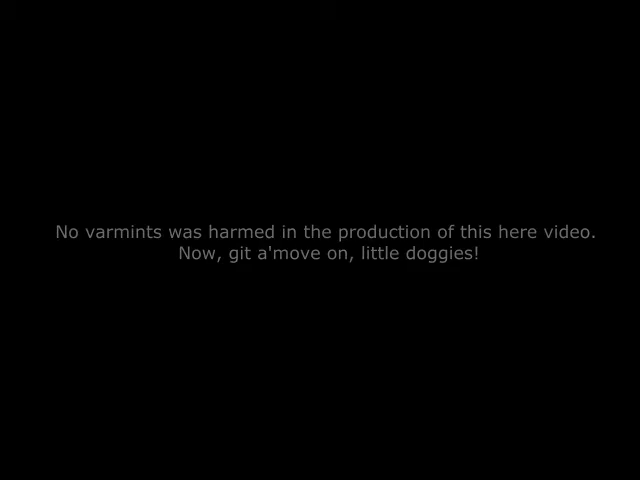 No varmints was harmed in the production of this here video.
Now, git a'move on, little doggies!